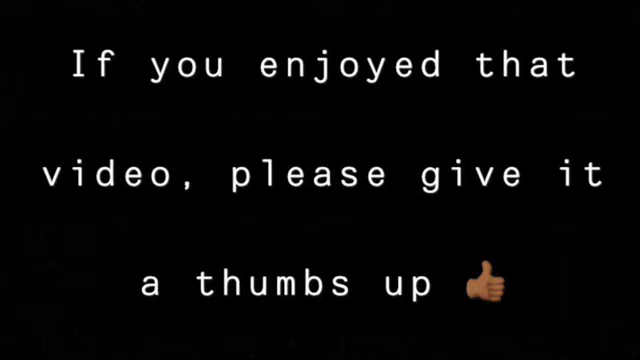 If you enjoyed that
video, please give it
a thumbs up 👍🏽